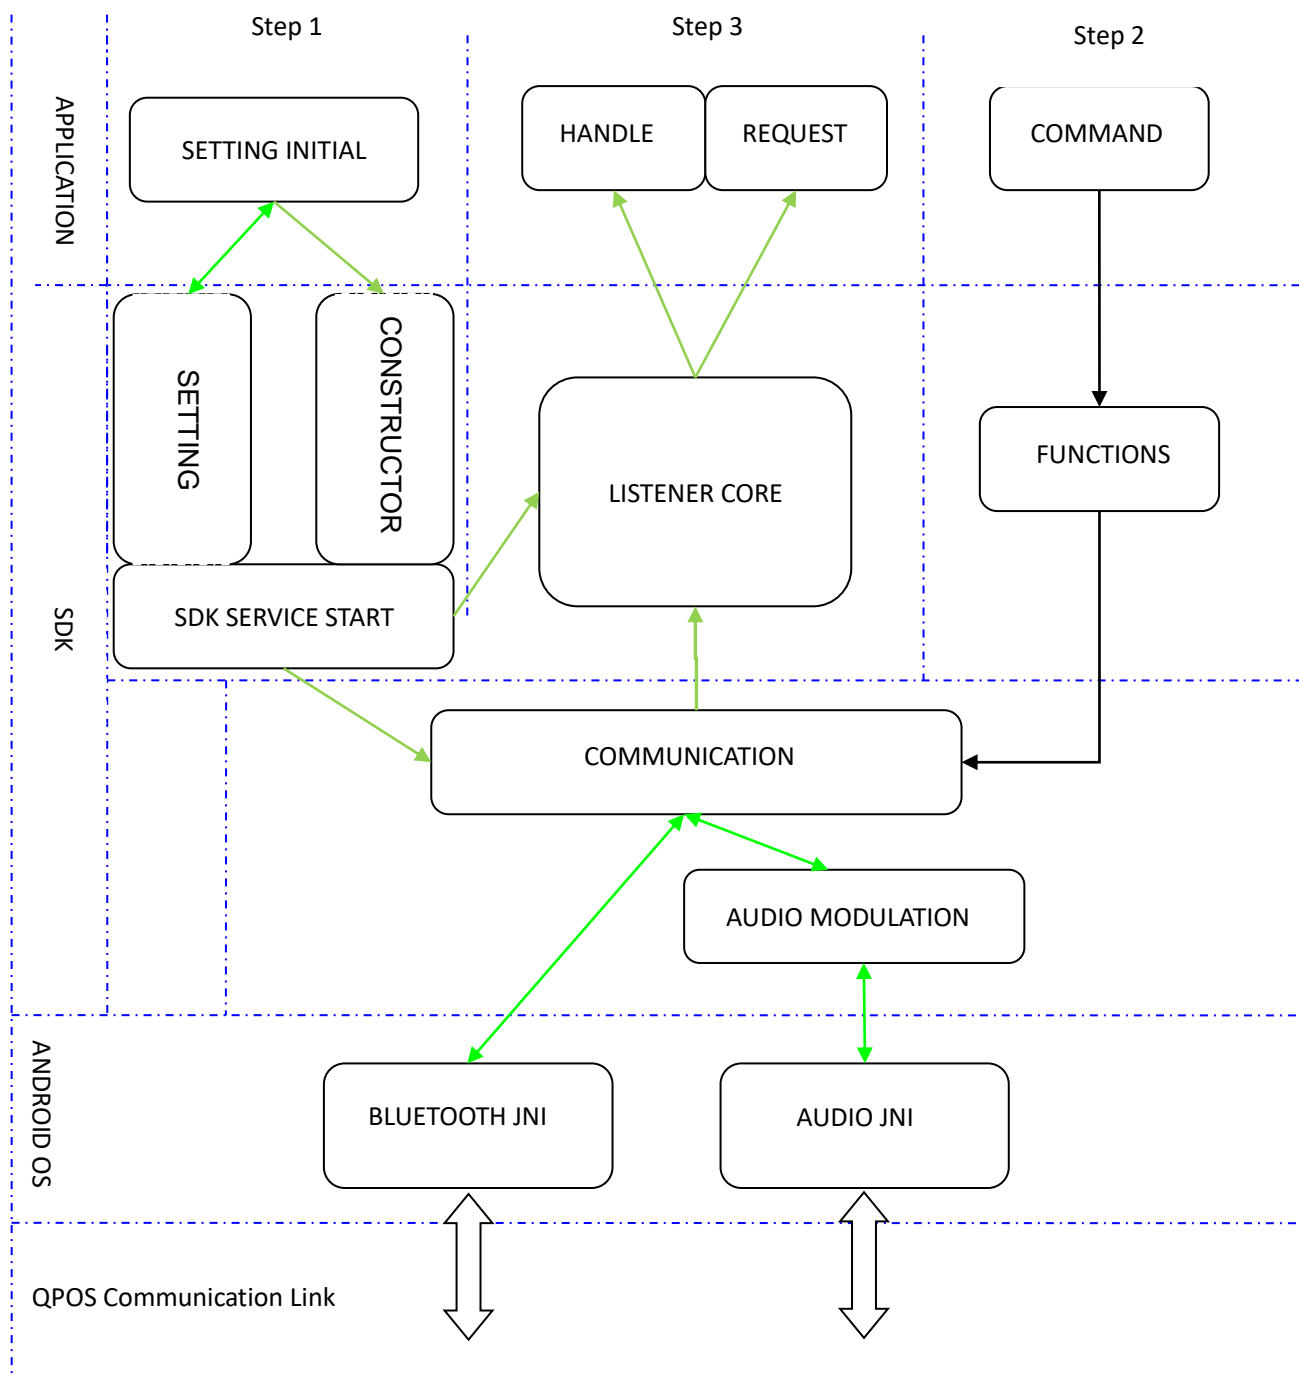 Step 1
Step 3
Step 2
APPLICATION
SETTING INITIAL
HANDLE
REQUEST
COMMAND
SETTING
CONSTRUCTOR
LISTENER CORE
FUNCTIONS
SDK
SDK SERVICE START
COMMUNICATION
AUDIO MODULATION
ANDROID OS
BLUETOOTH JNI
AUDIO JNI
QPOS Communication Link